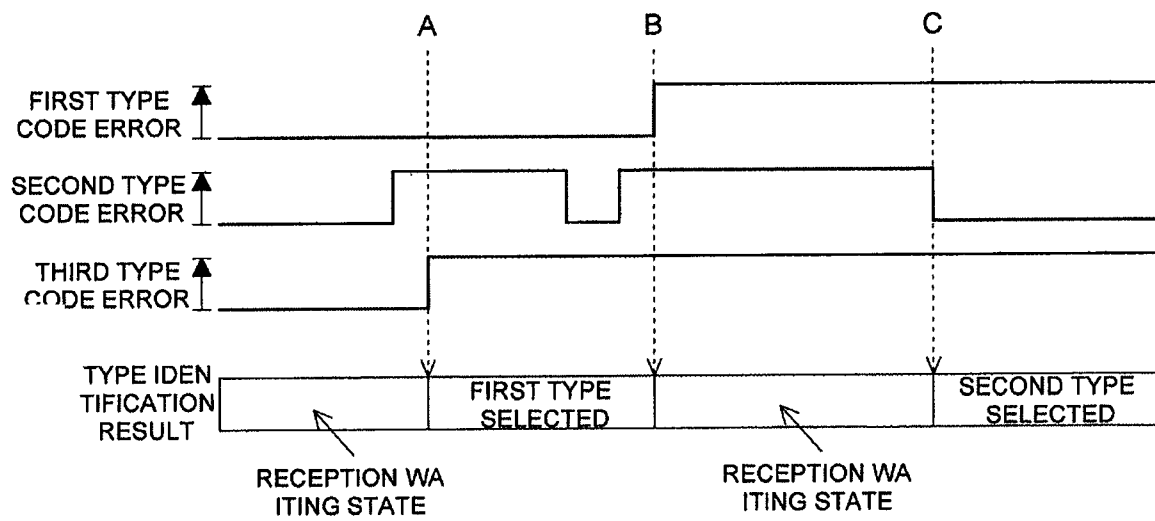 A
B
C
FIRST TYPE
CODE ERROR
SECOND TYPE
CODE ERROR
THIRD TYPE
CODE ERROR
TYPE IDEN
TIFICATION
RESULT
FIRST TYPE
SELECTED
SECOND TYPE
SELECTED
RECEPTION WA
ITING STATE
RECEPTION WA
ITING STATE